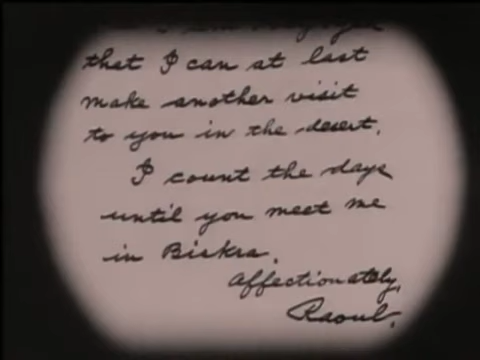 that I can at last
make another visit
to you in the desert.
I count the days
until you meet me
in Biskra.
Affectionately,
Raoul.